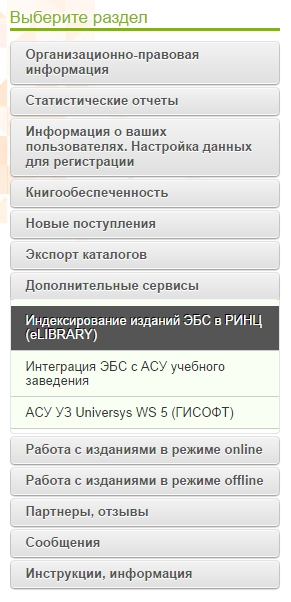 Выберите раздел
Организационно-правовая
информация
Статистические отчеты
Информация о ваших
пользователях. Настройка данных
для регистрации
Книгообеспеченность
Новые поступления
Экспорт каталогов
Дополнительные сервисы
Индексирование изданий ЭБС в РИНЦ
(eLIBRARY)
Интеграция ЭБС с АСУ учебного
заведения
АСУ УЗ Universys WS 5 (ГИСОФТ)
Работа с изданиями в режиме online
Работа с изданиями в режиме offline
Партнеры, отзывы
Сообщения
Инструкции, информация